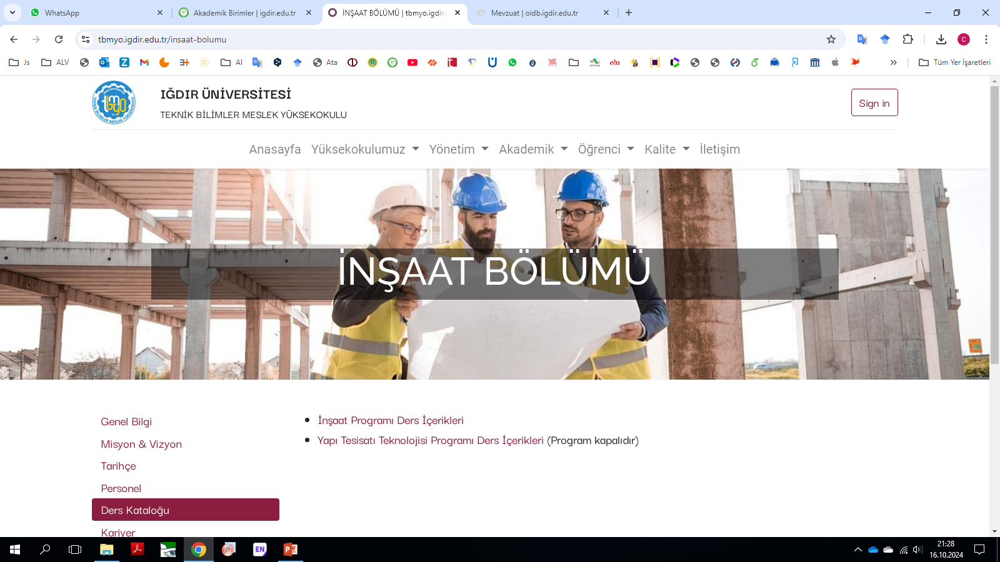 WhatsApp
Akademik Birimler | igdir.edu.tr
İNŞAAT BÖLÜMÜ | tbmyo.igdir.e
Mevzuat | oidb.igdir.edu.tr
tbmyo.igdir.edu.tr/insaat-bolumu
C
Js
ALV
AI
Ata
eba
Tüm Yer İşaretleri
IĞDIR ÜNİVERSİTESİ
TEKNİK BİLİMLER MESLEK YÜKSEKOKULU
Sign in
Anasayfa Yüksekokulumuz Yönetim Akademik Öğrenci Kalite İletişim
İNŞAAT BÖLÜMÜ
Genel Bilgi
Misyon & Vizyon
Tarihçe
Personel
Ders Kataloğu
Kariyer
İnşaat Programı Ders İçerikleri
Yapı Tesisatı Teknolojisi Programı Ders İçerikleri (Program kapalıdır)
EN
21:28
16.10.2024